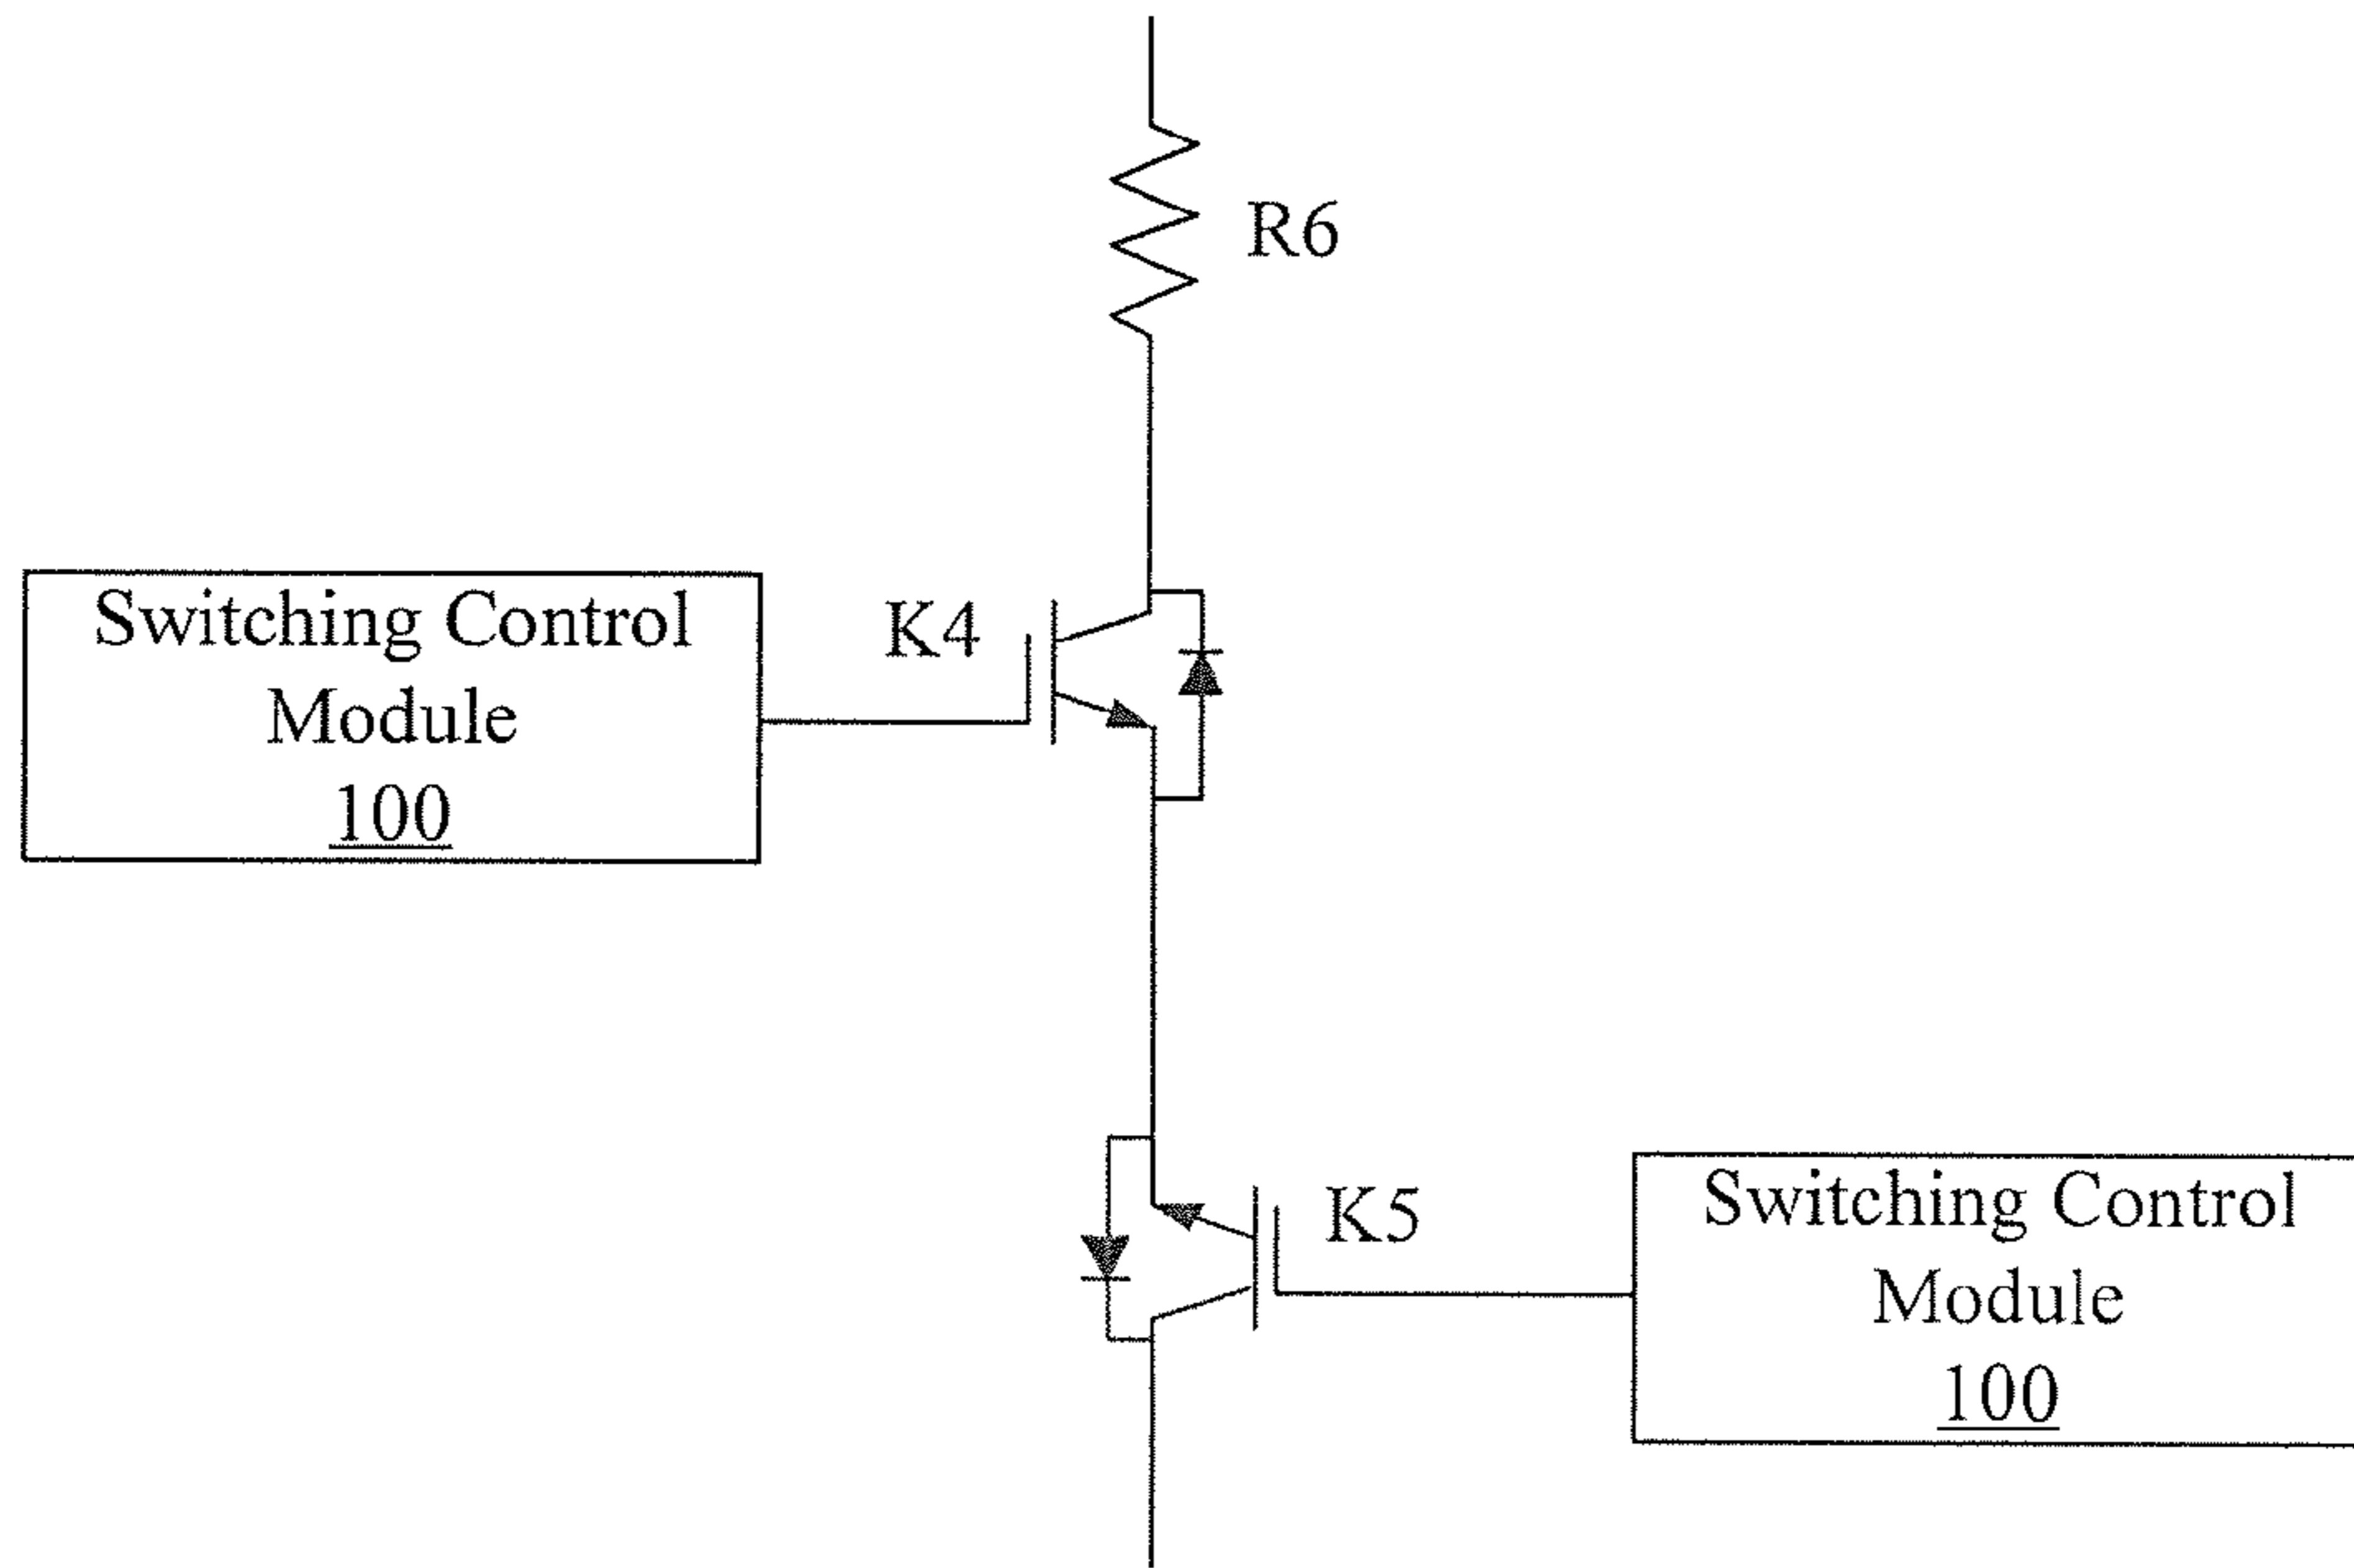 R6
Switching Control
Module
100
K4
K5
Switching Control
Module
100